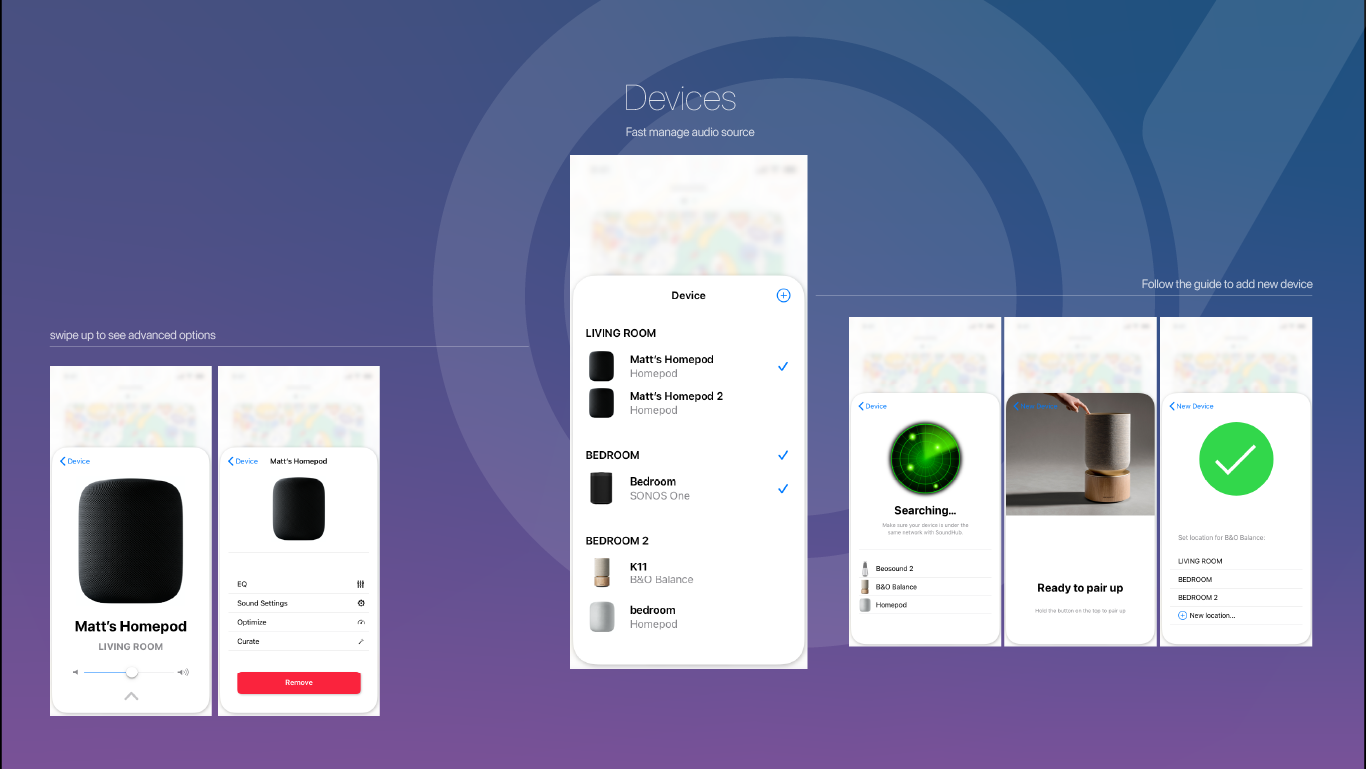 Devices
Fast manage audio source
swipe up to see advanced options
Device
Matt's Homepod
LIVING ROOM
Device
Matt's Homepod
EQ
Sound Settings
Optimize
Curate
Remove
Device
LIVING ROOM
Matt's Homepod
Homepod
Matt's Homepod 2
Homepod
BEDROOM
Bedroom
SONOS One
BEDROOM 2
K11
B&O Balance
bedroom
Homepod
Follow the guide to add new device
Device
Searching...
Make sure your device is under the
same network with SoundHub
Beosound 2
B&O Balance
Homepod
New Device
Ready to pair up
Hold the button on the top to pair up
New Device
Set location for B&O Balance:
LIVING ROOM
BEDROOM
BEDROOM 2
New location...